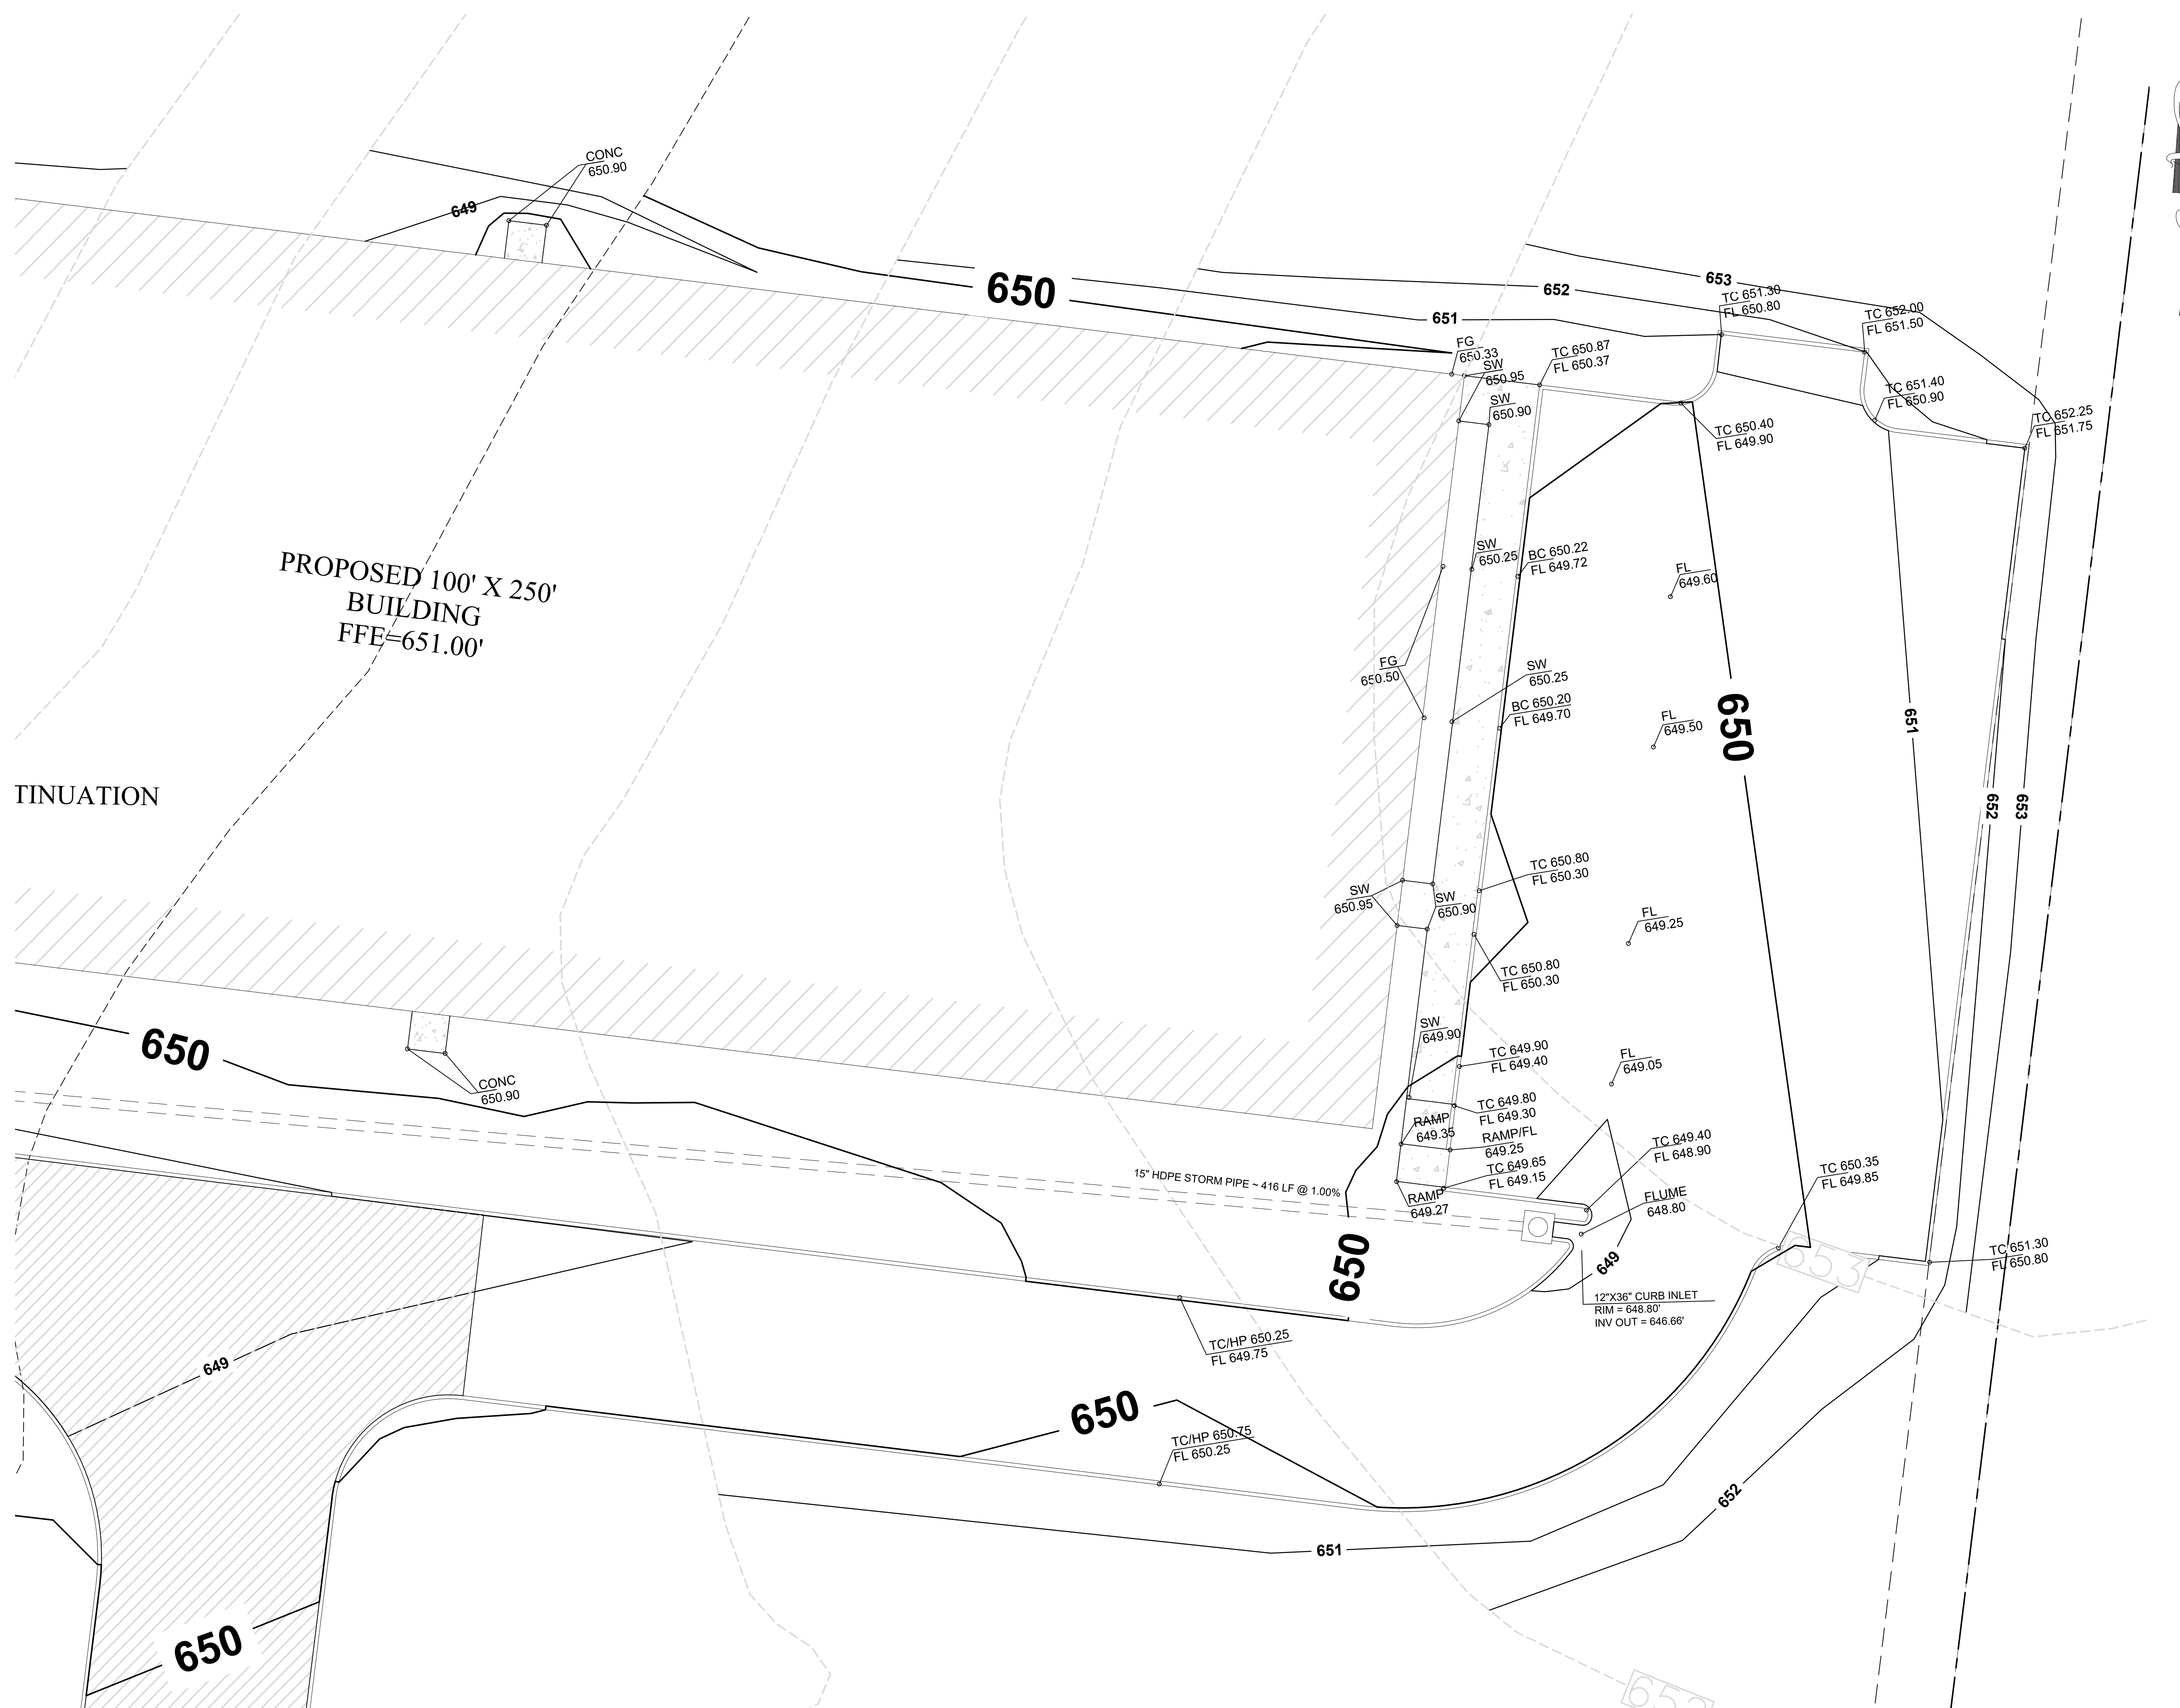 CONC
650.90
649
650
651
652
653
TC 651.30
FL 650.80
TC 652.00
FL 651.50
FG
650.33
SW
650.95
TC 650.87
FL 650.37
SW
650.90
TC 651.40
FL 650.90
TC 652.25
FL 651.75
TC 650.40
FL 649.90
PROPOSED 100' X 250'
BUILDING
FFE=651.00'
SW
650.25
BC 650.22
FL 649.72
FL
649.60
FG
650.50
SW
650.25
BC 650.20
FL 649.70
FL
649.50
650
651
TINUATION
652
653
TC 650.80
FL 650.30
SW
650.95
SW
650.90
FL
649.25
TC 650.80
FL 650.30
650
SW
649.90
TC 649.90
FL 649.40
FL
649.05
CONC
650.90
TC 649.80
FL 649.30
RAMP
649.35
RAMP/FL
649.25
TC 649.40
FL 648.90
15" HDPE STORM PIPE ~ 416 LF @ 1.00%
TC 649.65
FL 649.15
TC 650.35
FL 649.85
RAMP
649.27
FLUME
648.80
650
649
653
TC 651.30
FL 650.80
12"X36" CURB INLET
RIM = 648.80'
INV OUT = 646.66'
TC/HP 650.25
FL 649.75
649
650
TC/HP 650.75
FL 650.25
652
651
650